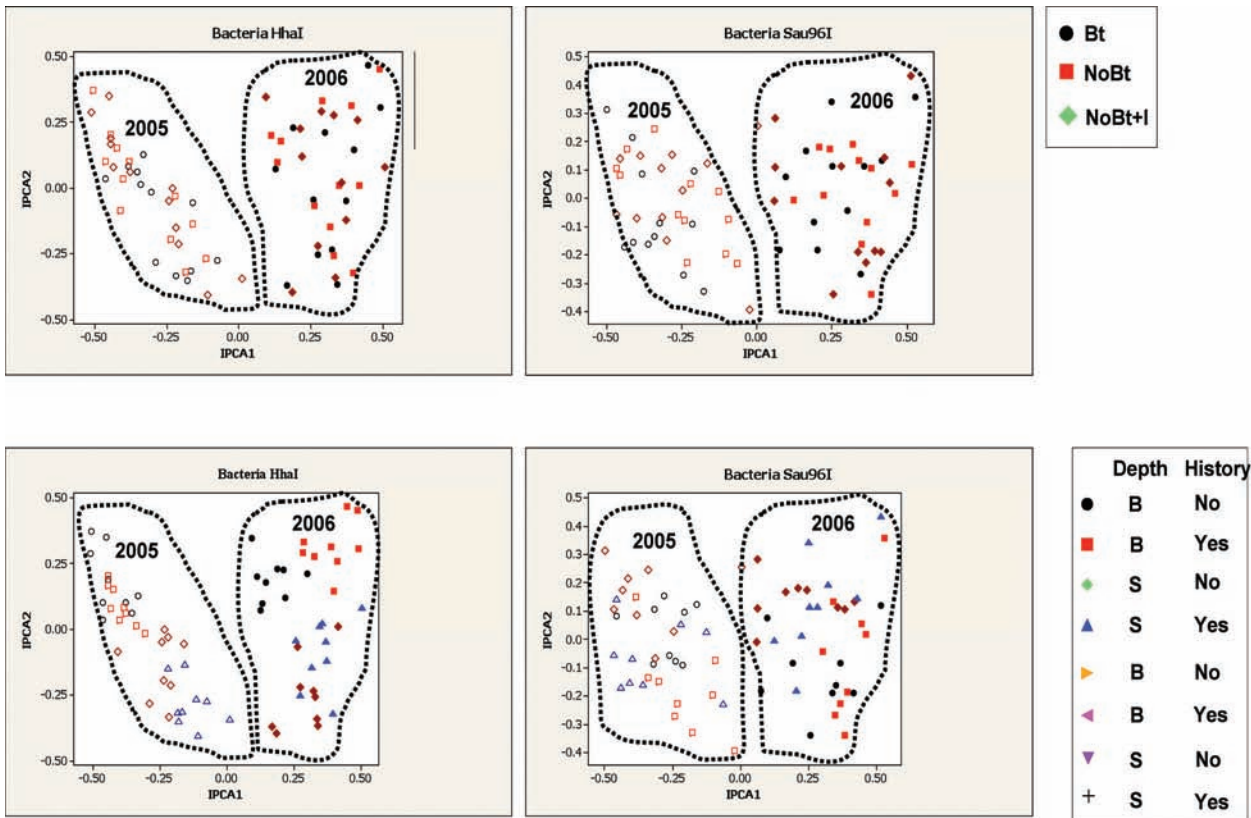 Bacteria HhaI
0.50
0.25
0.00
-0.25
-0.50
IPCA2
2005
2006
-0.50 -0.25 0.00 0.25 0.50
IPCA1
Bacteria Sau96I
0.5
0.4
0.3
0.2
0.1
0.0
-0.1
-0.2
-0.3
-0.4
IPCA2
2005
2006
-0.50 -0.25 0.00 0.25 0.50
IPCA1
Bt
NoBt
NoBt+I
Bacteria HhaI
0.50
0.25
0.00
-0.25
-0.50
IPCA2
2005
2006
-0.50 -0.25 0.00 0.25 0.50
IPCA1
Bacteria Sau96I
0.5
0.4
0.3
0.2
0.1
0.0
-0.1
-0.2
-0.3
-0.4
IPCA2
2005
2006
-0.50 -0.25 0.00 0.25 0.50
IPCA1
Depth History
B No
B Yes
S No
S Yes
B No
B Yes
S No
S Yes